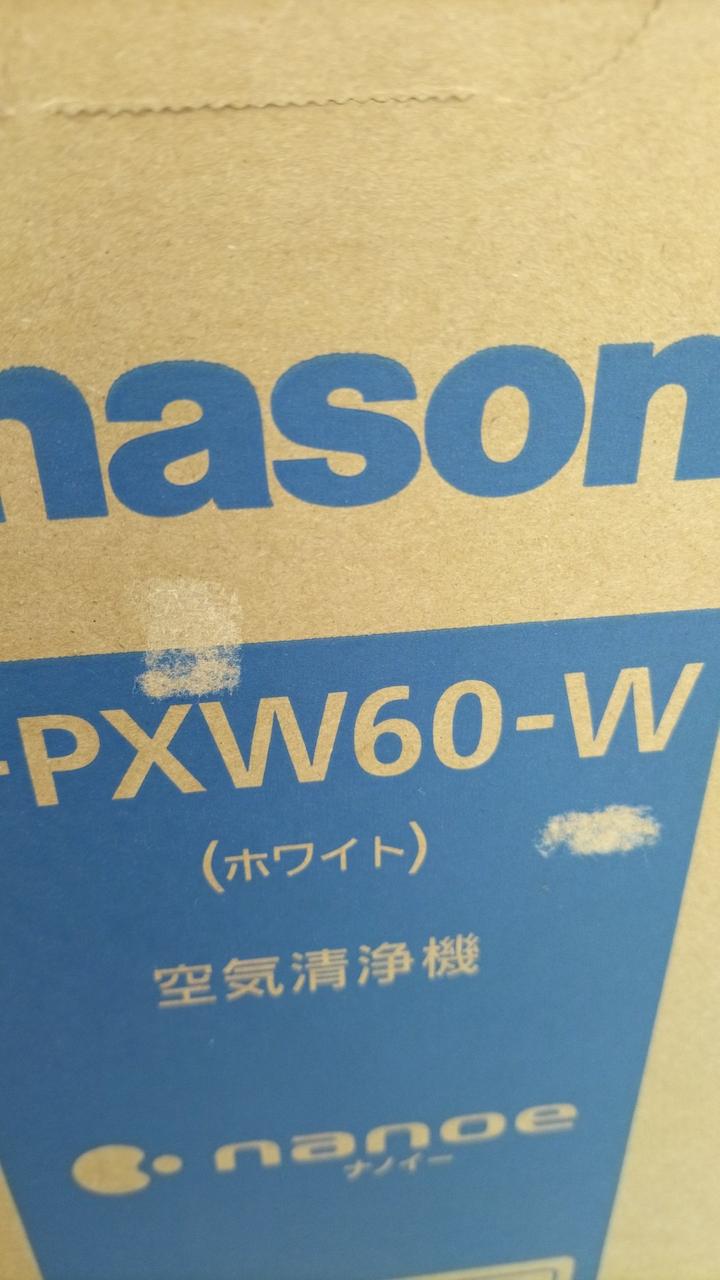 nason
-PXW60-W
(ホワイト)
空気清浄機
nanoe
ナノイー